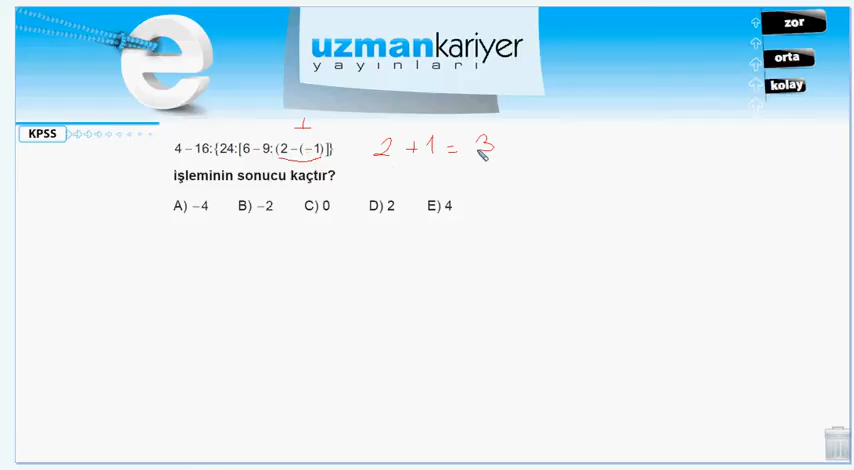 zor
uzmankariyer
yayınları
orta
kolay
KPSS
1
4 – 16:{24:[6 – 9:(2 – (– 1)]}
2 + 1 = 3
işleminin sonucu kaçtır?
A) – 4 B) – 2 C) 0 D) 2 E) 4